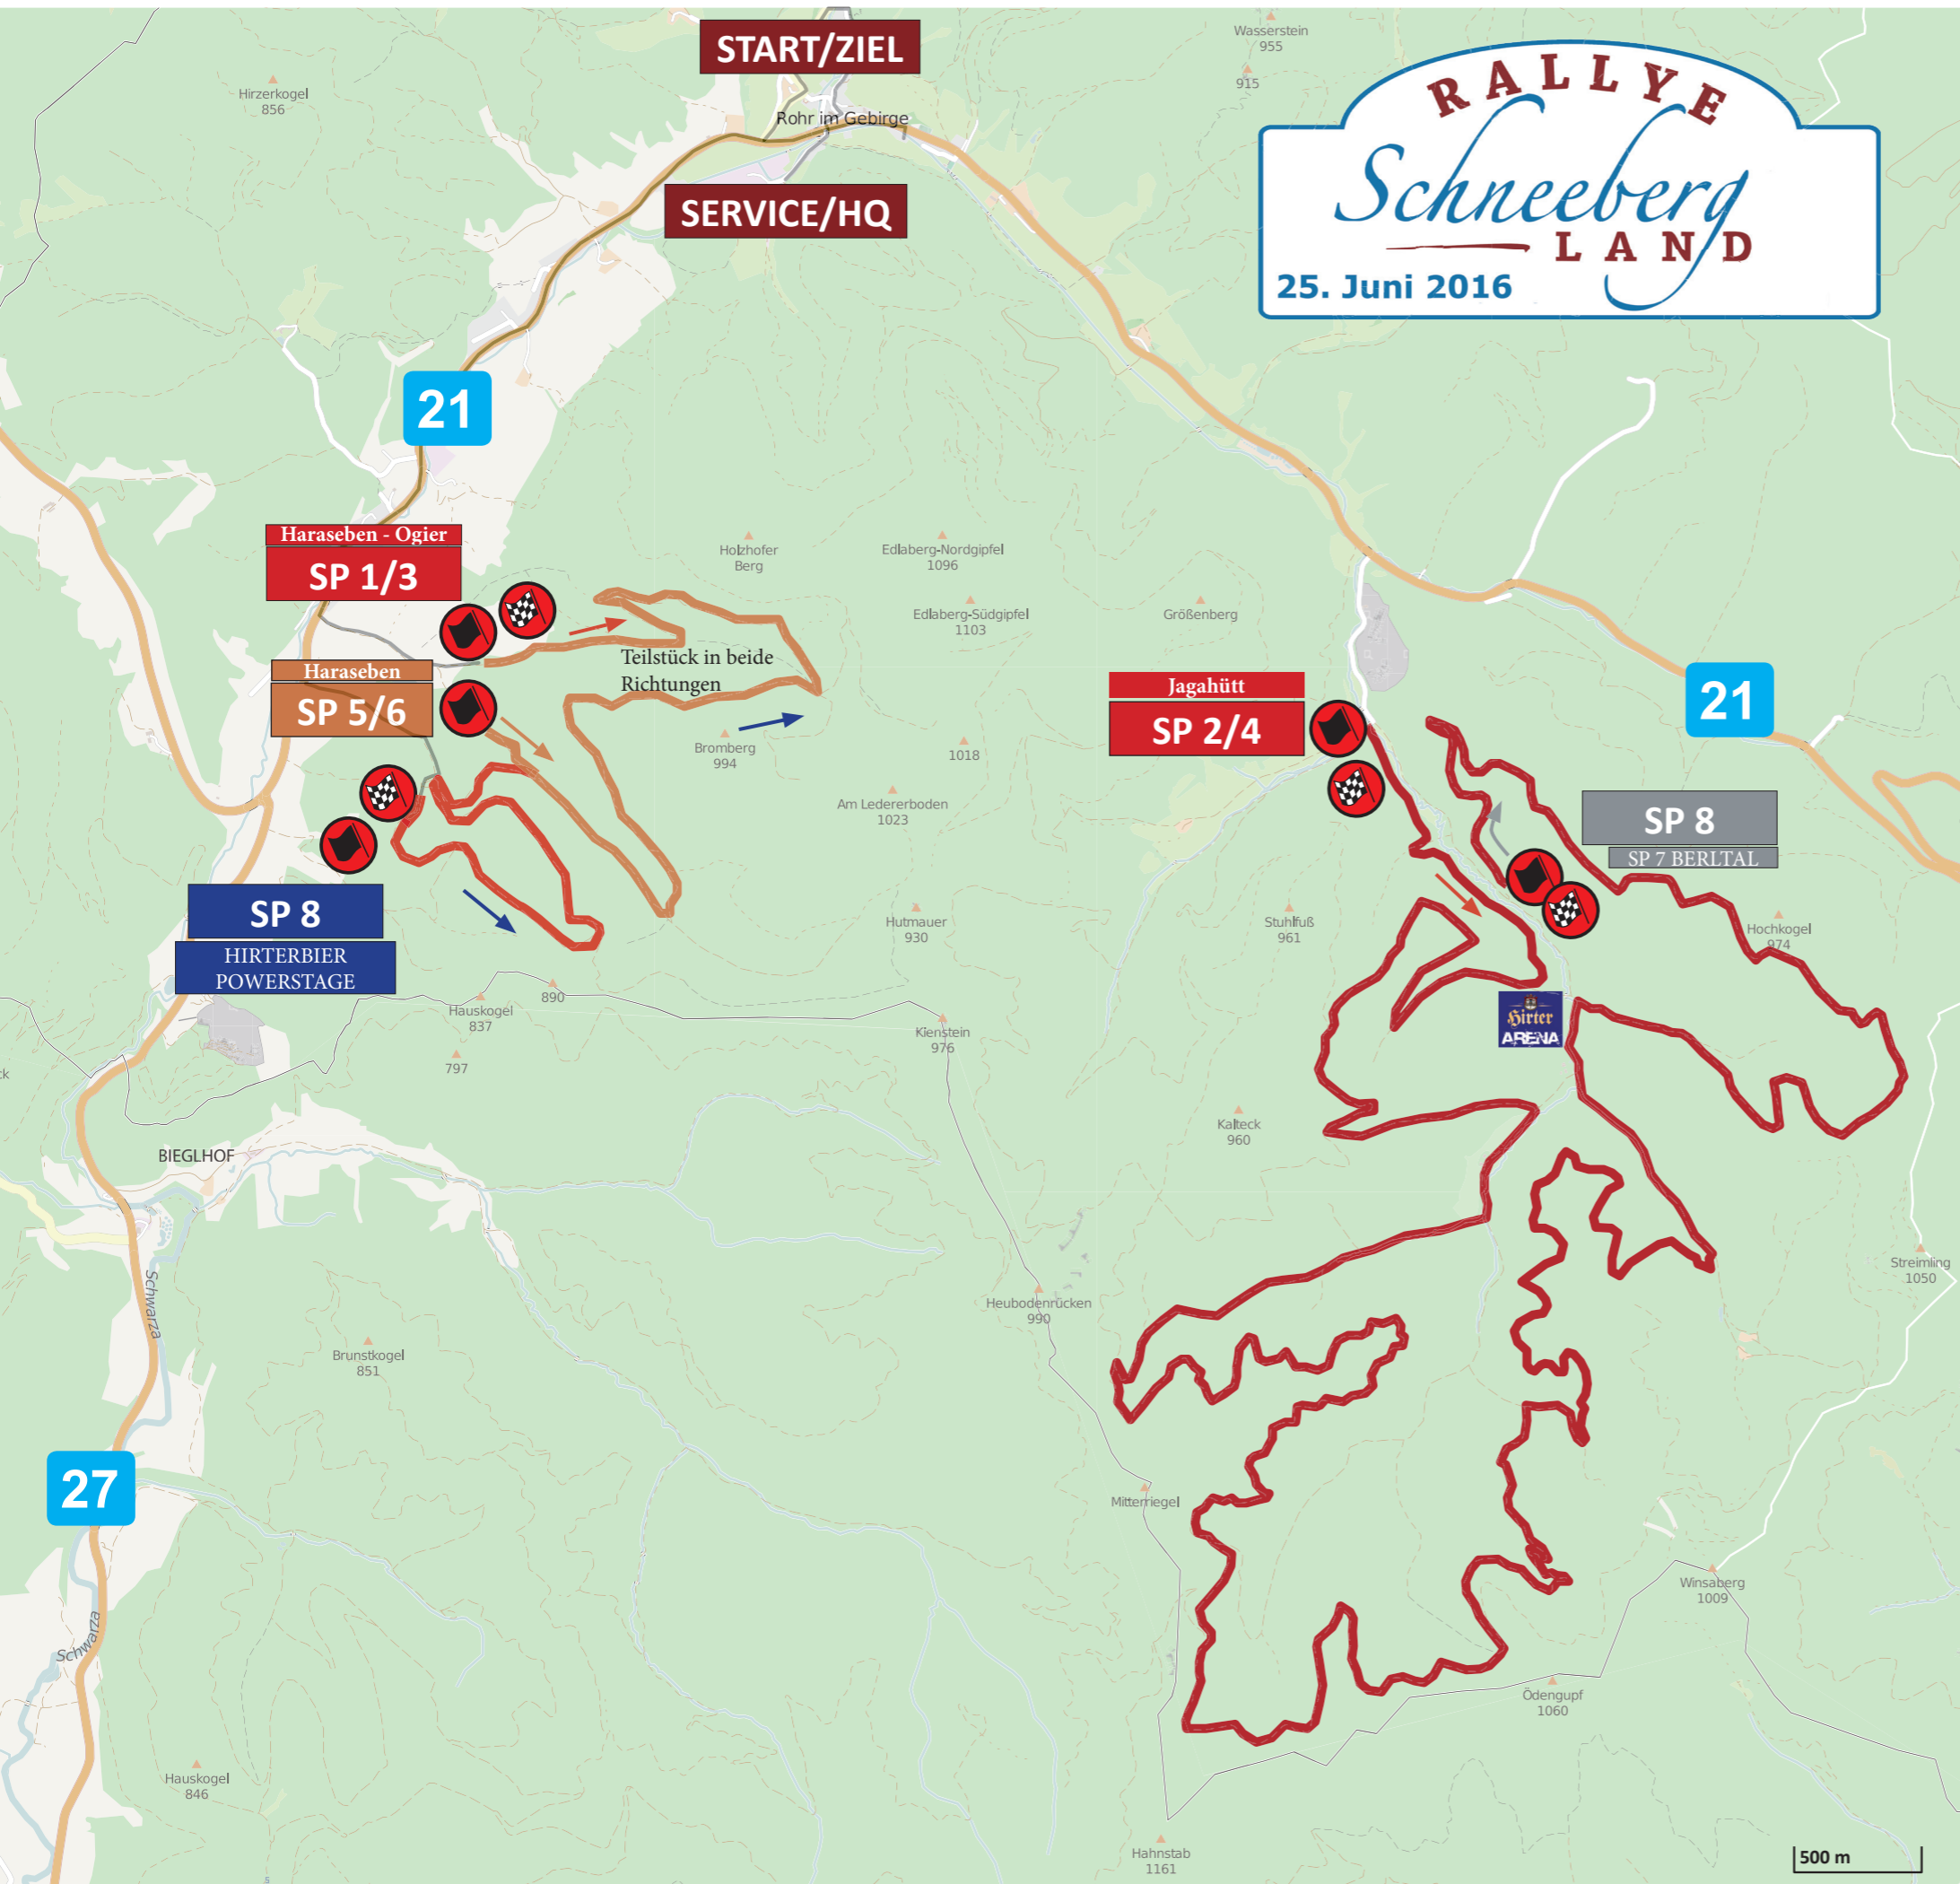 START/ZIEL
Wasserstein
955
915
Hirzerkogel
856
Rohr im Gebirge
RALLYE
Schneeberg
LAND
25. Juni 2016
SERVICE/HQ
21
Haraseben - Ogier
SP 1/3
Holzhofer
Berg
Edlaberg-Nordgipfel
1096
Edlaberg-Südgipfel
1103
Größenberg
Teilstück in beide
Richtungen
Haraseben
SP 5/6
Jagahütt
SP 2/4
21
Bromberg
994
1018
Am Ledererboden
1023
SP 8
SP 7 BERLTAL
SP 8
HIRTERBIER
POWERSTAGE
Hutmauer
930
Stuhlfuß
961
Hochkogel
974
890
Hauskogel
837
Hirter
ARENA
Kienstein
976
797
ck
Kalteck
960
BIEGLHOF
Schwarza
Streimling
1050
Heubodenrücken
990
Brunstkogel
851
27
Mitterriegel
Winsaberg
1009
Schwarza
Ödengupf
1060
Hauskogel
846
Hahnstab
1161
500 m